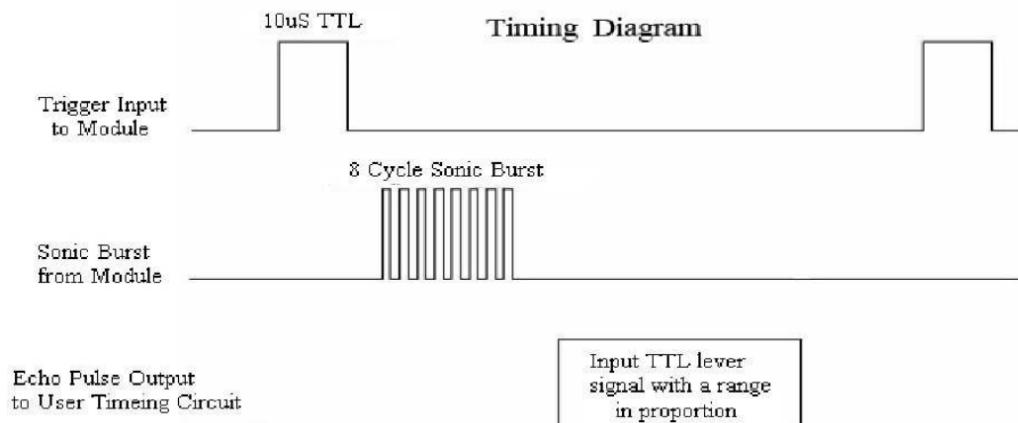 10uS TTL
Timing Diagram
Trigger Input
to Module
8 Cycle Sonic Burst
Sonic Burst
from Module
Echo Pulse Output
to User Timeing Circuit
Input TTL lever
signal with a range
in proportion